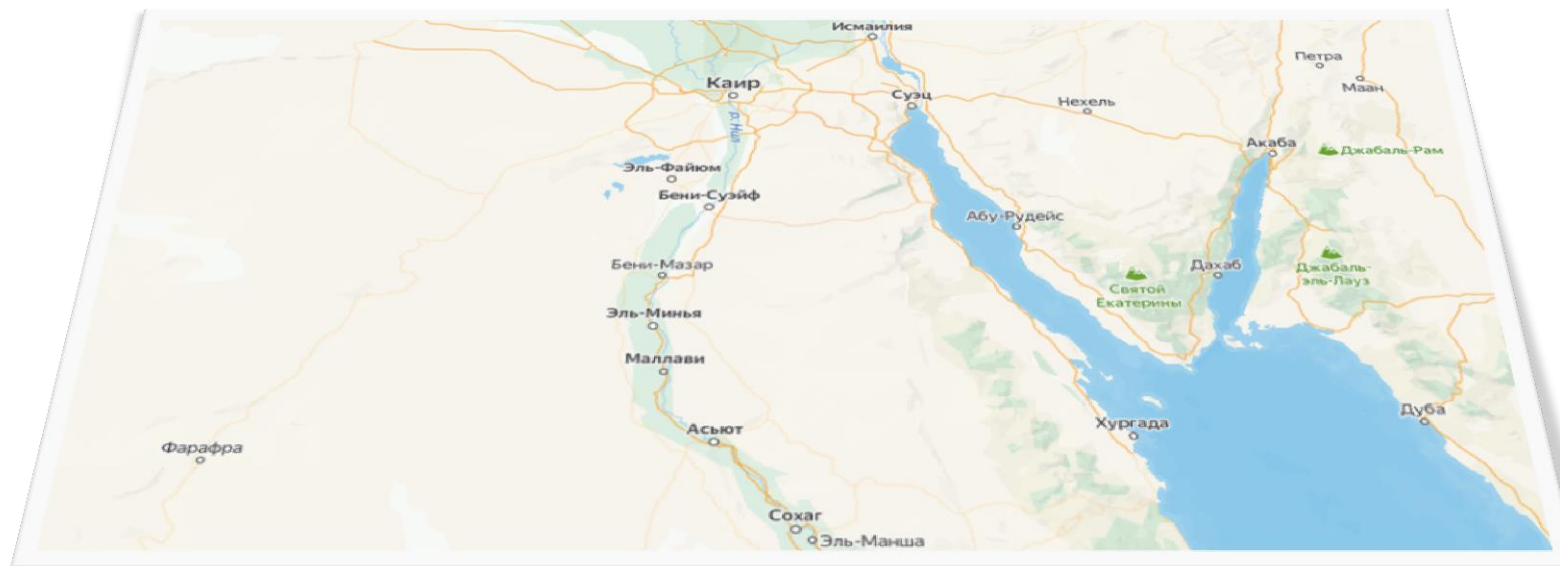 Исмаилия
Петра
Каир
Маан
Суэц
Нехель
р. Нил
Акаба
Джабаль-Рам
Эль-Файюм
Бени-Суэйф
Абу-Рудейс
Бени-Мазар
Дахаб
Джабаль-
эль-Лауз
Святой
Екатерины
Эль-Минья
Маллави
Дуба
Хургада
Асьют
Фарафра
Сохаг
Эль-Манша